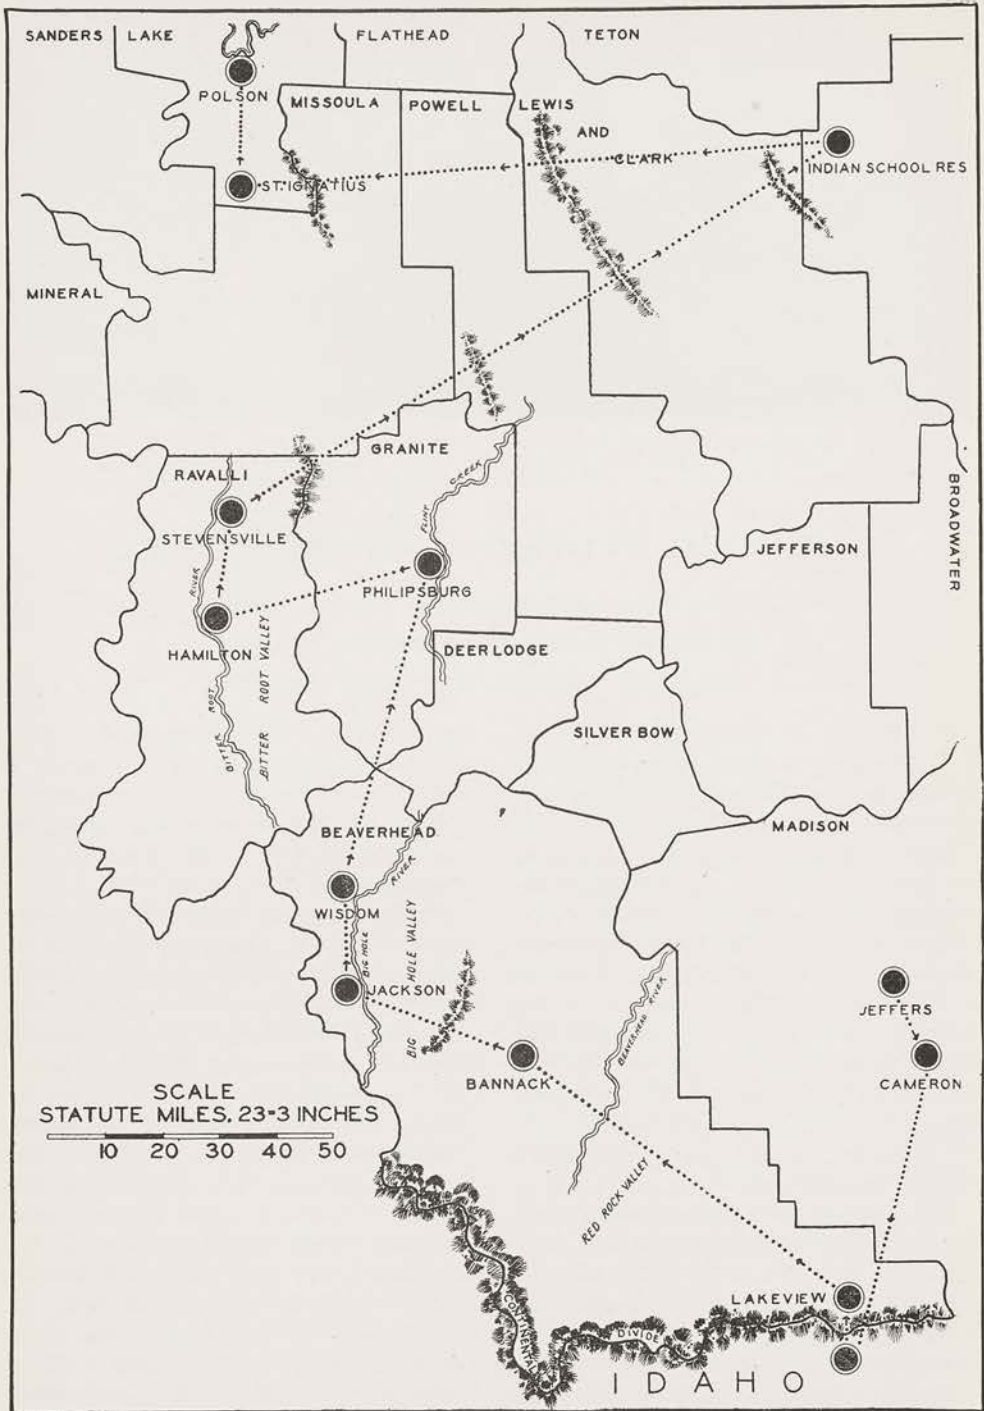 SANDERS
LAKE
FLATHEAD
TETON
POLSON
MISSOULA
POWELL
LEWIS
AND
CLARK
INDIAN SCHOOL RES
ST. IGNATIUS
MINERAL
GRANITE
RAVALLI
CREEK
FLINT
STEVENSVILLE
BROADWATER
JEFFERSON
RIVER
PHILIPSBURG
HAMILTON
DEER LODGE
BITTER ROOT VALLEY
BITTER ROOT
SILVER BOW
BEAVERHEAD
MADISON
RIVER
WISDOM
BIG HOLE
BIG HOLE VALLEY
JACKSON
JEFFERS
BEAVERHEAD RIVER
BANNACK
CAMERON
SCALE
STATUTE MILES, 23=3 INCHES
10 20 30 40 50
RED ROCK VALLEY
LAKEVIEW
CONTINENTAL
DIVIDE
IDAHO